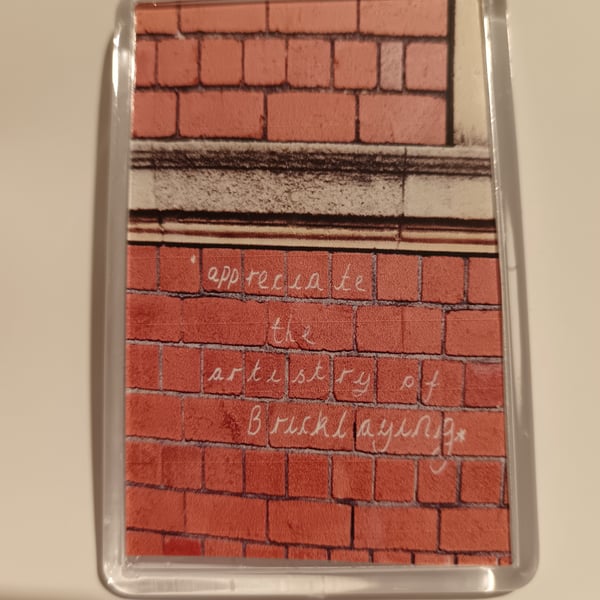 appreciate
the
artistry of
Bricklaying*